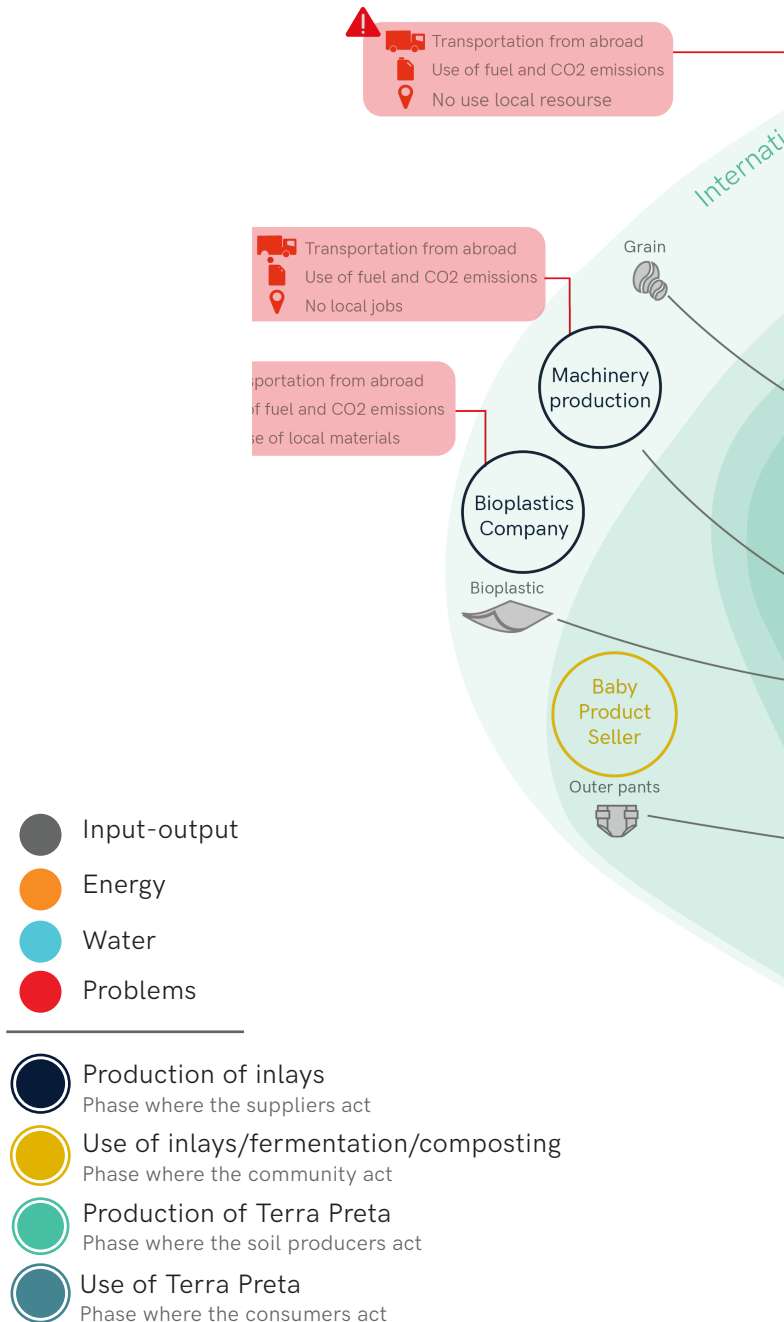 Transportation from abroad
Use of fuel and CO2 emissions
No use local resourse
Internati
Grain
Transportation from abroad
Use of fuel and CO2 emissions
No local jobs
Machinery
production
sportation from abroad
of fuel and CO2 emissions
se of local materials
Bioplastics
Company
Bioplastic
Baby
Product
Seller
Outer pants
Input-output
Energy
Water
Problems
Production of inlays
Phase where the suppliers act
Use of inlays/fermentation/composting
Phase where the community act
Production of Terra Preta
Phase where the soil producers act
Use of Terra Preta
Phase where the consumers act